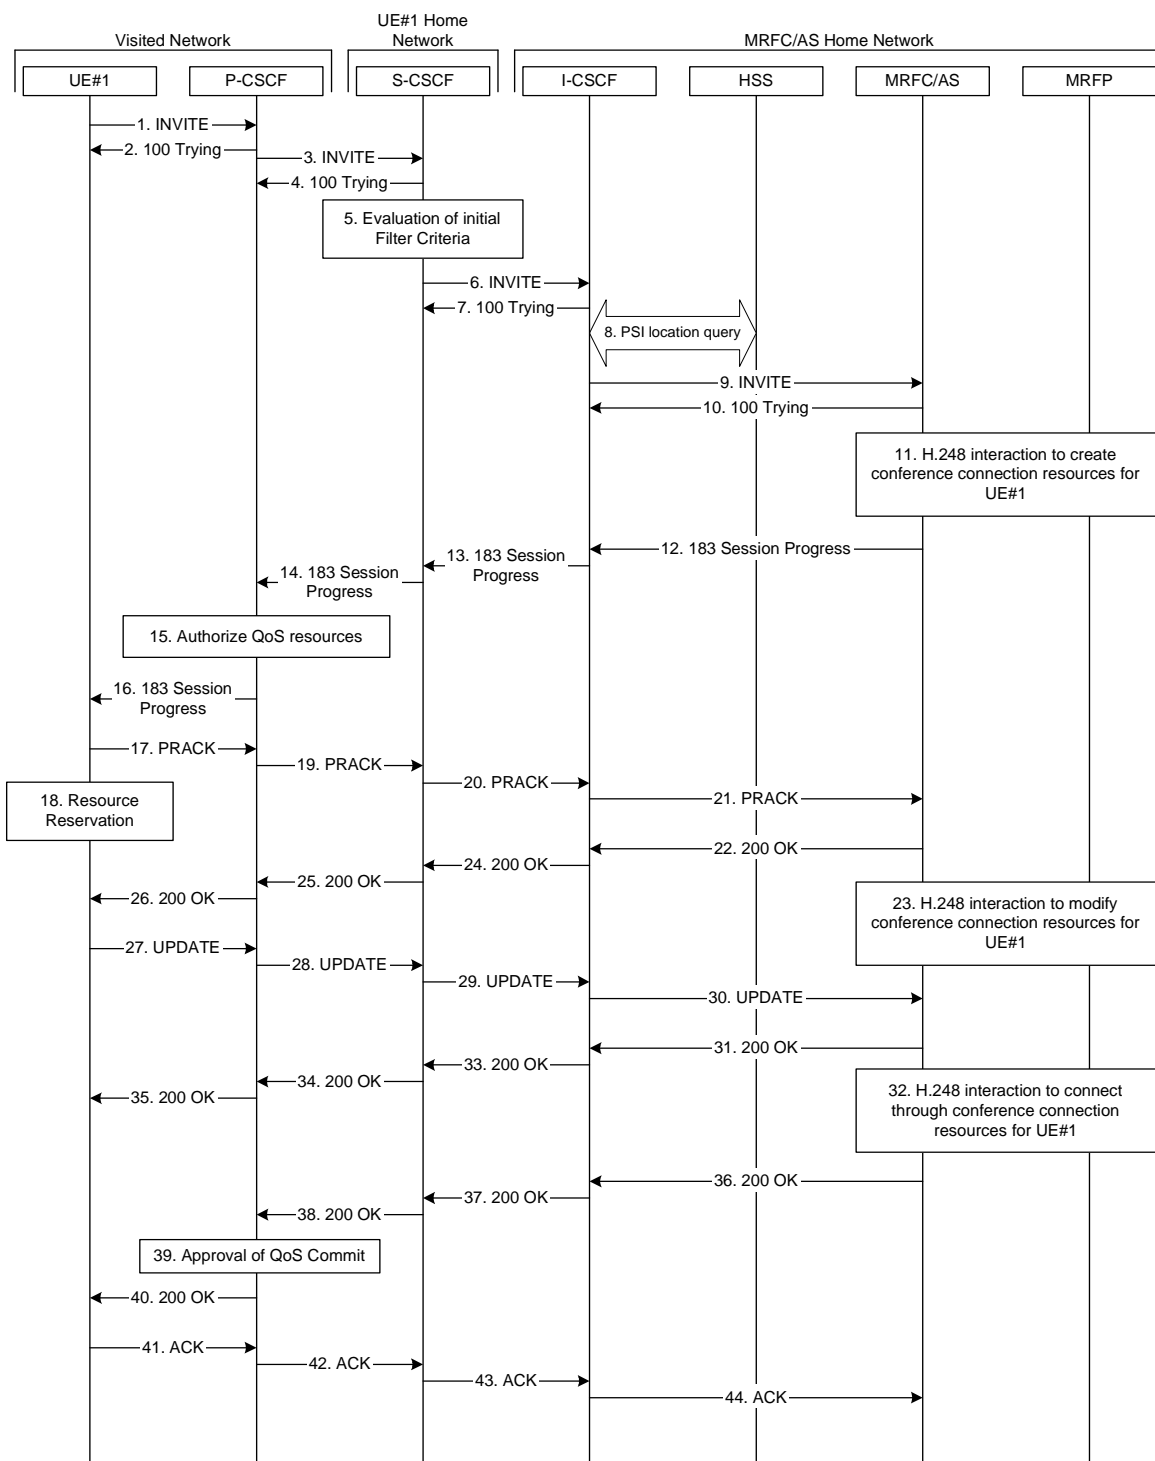 UE#1 Home
Network
Visited Network
MRFC/AS Home Network
UE#1
P-CSCF
S-CSCF
I-CSCF
HSS
MRFC/AS
MRFP
1. INVITE
2. 100 Trying
3. INVITE
4. 100 Trying
5. Evaluation of initial
Filter Criteria
6. INVITE
7. 100 Trying
8. PSI location query
9. INVITE
10. 100 Trying
11. H.248 interaction to create
conference connection resources for
UE#1
12. 183 Session Progress
13. 183 Session
Progress
14. 183 Session
Progress
15. Authorize QoS resources
16. 183 Session
Progress
17. PRACK
19. PRACK
20. PRACK
18. Resource
Reservation
21. PRACK
22. 200 OK
24. 200 OK
25. 200 OK
26. 200 OK
23. H.248 interaction to modify
conference connection resources for
UE#1
27. UPDATE
28. UPDATE
29. UPDATE
30. UPDATE
31. 200 OK
33. 200 OK
34. 200 OK
35. 200 OK
32. H.248 interaction to connect
through conference connection
resources for UE#1
36. 200 OK
37. 200 OK
38. 200 OK
39. Approval of QoS Commit
40. 200 OK
41. ACK
42. ACK
43. ACK
44. ACK